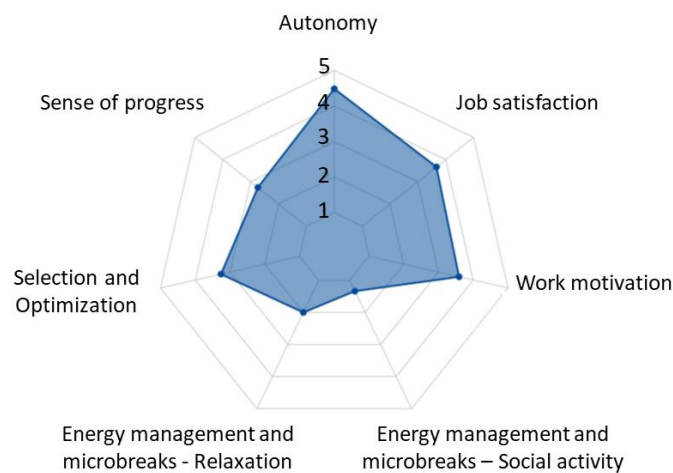 Autonomy
5
Sense of progress
4
Job satisfaction
3
2
1
Selection and
Optimization
Work motivation
Energy management and
microbreaks - Relaxation
Energy management and
microbreaks – Social activity